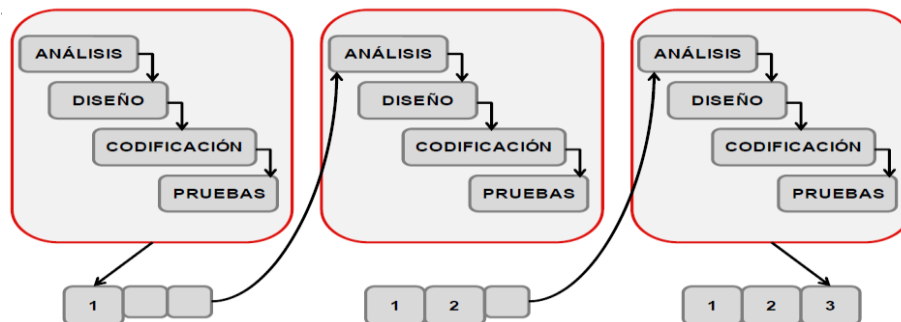 ANÁLISIS
DISEÑO
CODIFICACIÓN
PRUEBAS
1
ANÁLISIS
DISEÑO
CODIFICACIÓN
PRUEBAS
1 2
ANÁLISIS
DISEÑO
CODIFICACIÓN
PRUEBAS
1 2 3